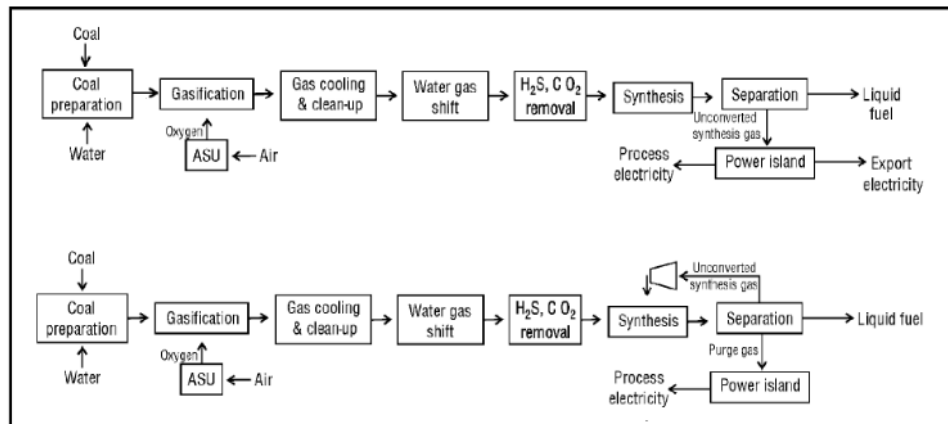 Coal
Coal
preparation
Water
Gasification
Oxygen
ASU
Air
Gas cooling
& clean-up
Water gas
shift
H₂S, C O₂
removal
Synthesis
Separation
Liquid
fuel
Unconverted
synthesis gas
Process
electricity
Power island
Export
electricity
Coal
Coal
preparation
Water
Gasification
Oxygen
ASU
Air
Gas cooling
& clean-up
Water gas
shift
H₂S, C O₂
removal
Synthesis
Unconverted
synthesis gas
Separation
Liquid fuel
Purge gas
Process
electricity
Power island